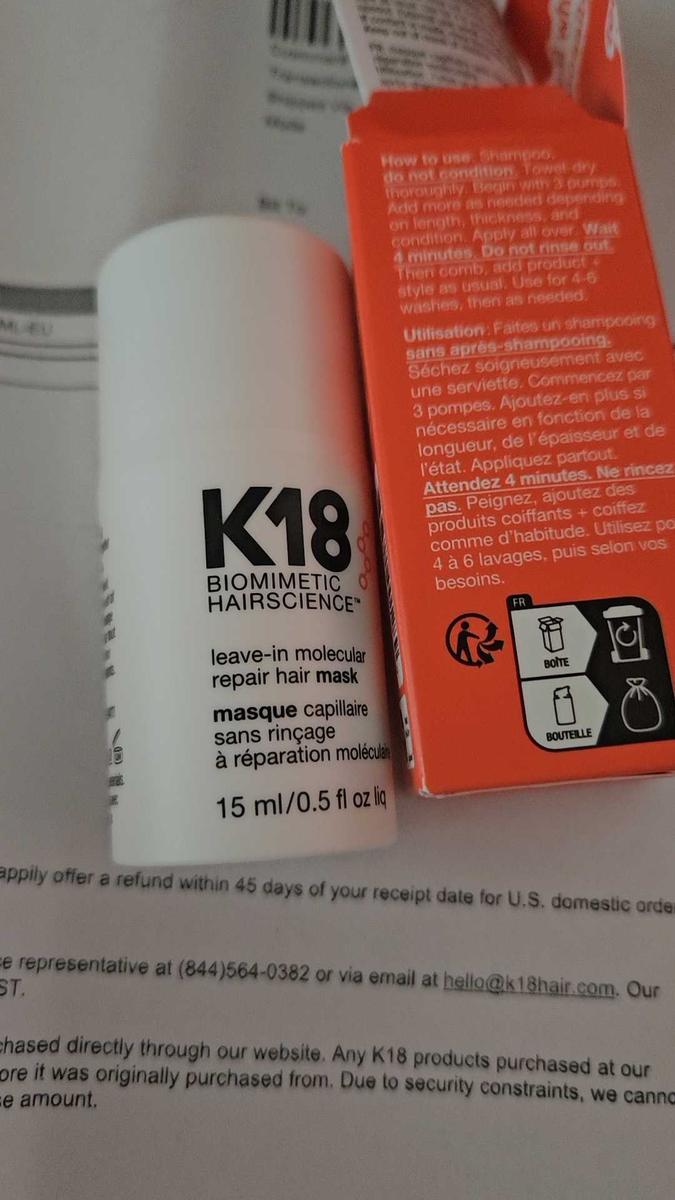 ML-EU
How to use: Shampoo,
do not condition. Towel-dry
thoroughly. Begin with 3 pumps.
Add more as needed depending
on length, thickness, and
condition. Apply all over. Wait
4 minutes. Do not rinse out.
Then comb, add product +
style as usual. Use for 4-6
washes, then as needed.
Utilisation: Faites un shampooing
sans après-shampooing.
Séchez soigneusement avec
une serviette. Commencez par
3 pompes. Ajoutez-en plus si
nécessaire en fonction de la
longueur, de l'épaisseur et de
l'état. Appliquez partout.
Attendez 4 minutes. Ne rincez
pas. Peignez, ajoutez des
produits coiffants + coiffez
comme d'habitude. Utilisez po
4 à 6 lavages, puis selon vos
besoins.
FR
BOÎTE
BOUTEILLE
K18
BIOMIMETIC
HAIRSCIENCE™
leave-in molecular
repair hair mask
masque capillaire
sans rinçage
à réparation moléculaire
15 ml/0.5 fl oz liq
appily offer a refund within 45 days of your receipt date for U.S. domestic orde
e representative at (844)564-0382 or via email at hello@k18hair.com. Our
ST.
chased directly through our website. Any K18 products purchased at our
ore it was originally purchased from. Due to security constraints, we canno
e amount.